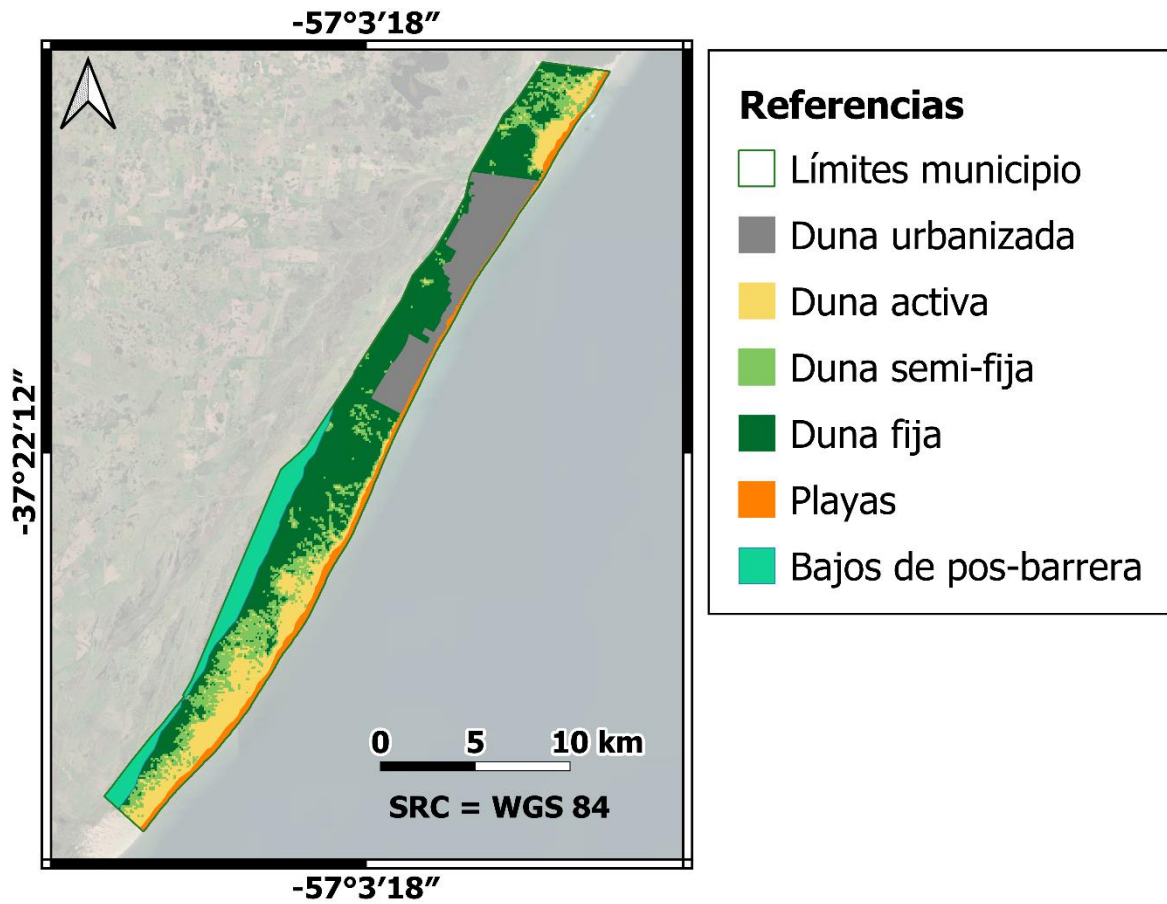 -57°3′18″
-37°22′12″
0 5 10 km
SRC = WGS 84
-57°3′18″
Referencias
Límites municipio
Duna urbanizada
Duna activa
Duna semi-fija
Duna fija
Playas
Bajos de pos-barrera